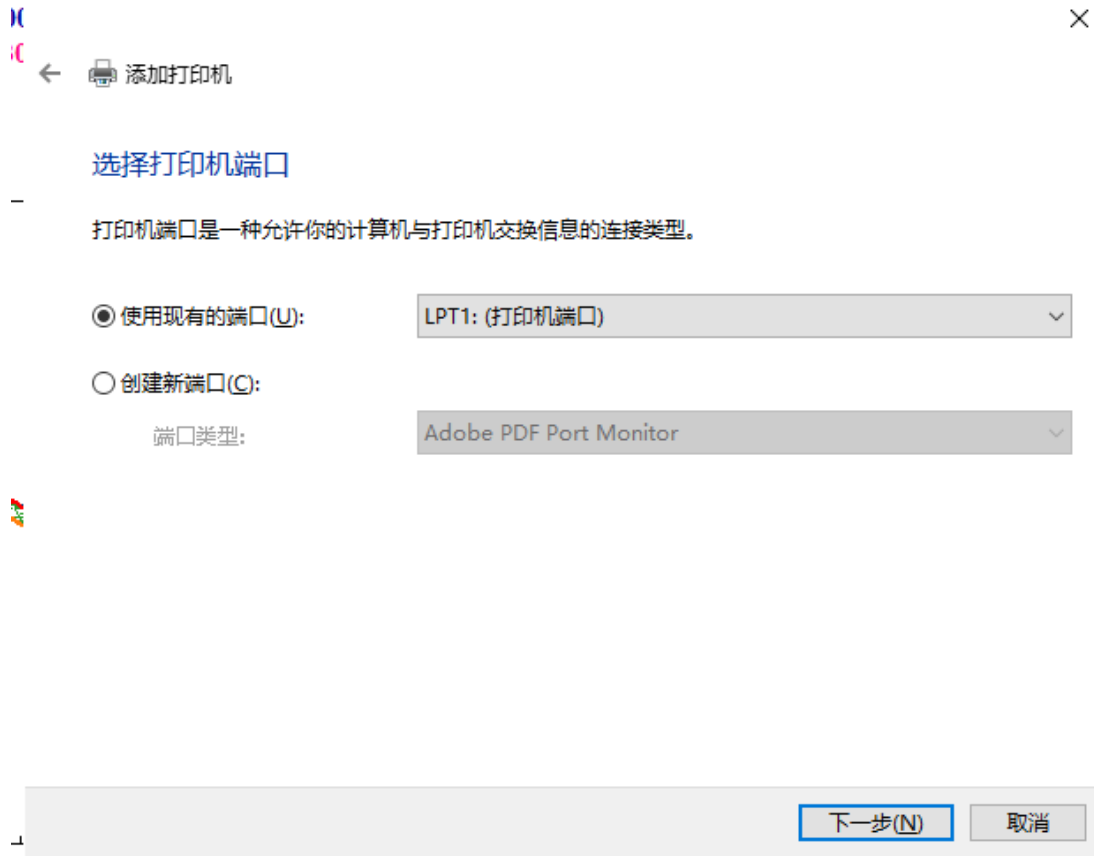 添加打印机
选择打印机端口
打印机端口是一种允许你的计算机与打印机交换信息的连接类型。
使用现有的端口(U): LPT1: (打印机端口)
创建新端口(C):
端口类型: Adobe PDF Port Monitor
下一步(N) 取消